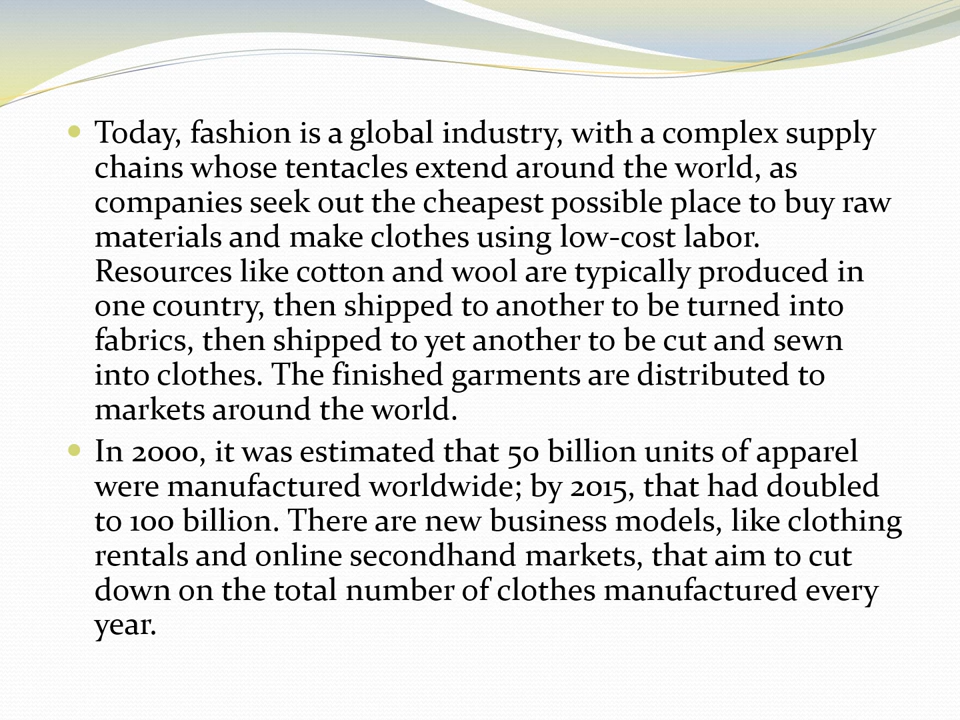 Today, fashion is a global industry, with a complex supply
chains whose tentacles extend around the world, as
companies seek out the cheapest possible place to buy raw
materials and make clothes using low-cost labor.
Resources like cotton and wool are typically produced in
one country, then shipped to another to be turned into
fabrics, then shipped to yet another to be cut and sewn
into clothes. The finished garments are distributed to
markets around the world.
In 2000, it was estimated that 50 billion units of apparel
were manufactured worldwide; by 2015, that had doubled
to 100 billion. There are new business models, like clothing
rentals and online secondhand markets, that aim to cut
down on the total number of clothes manufactured every
year.